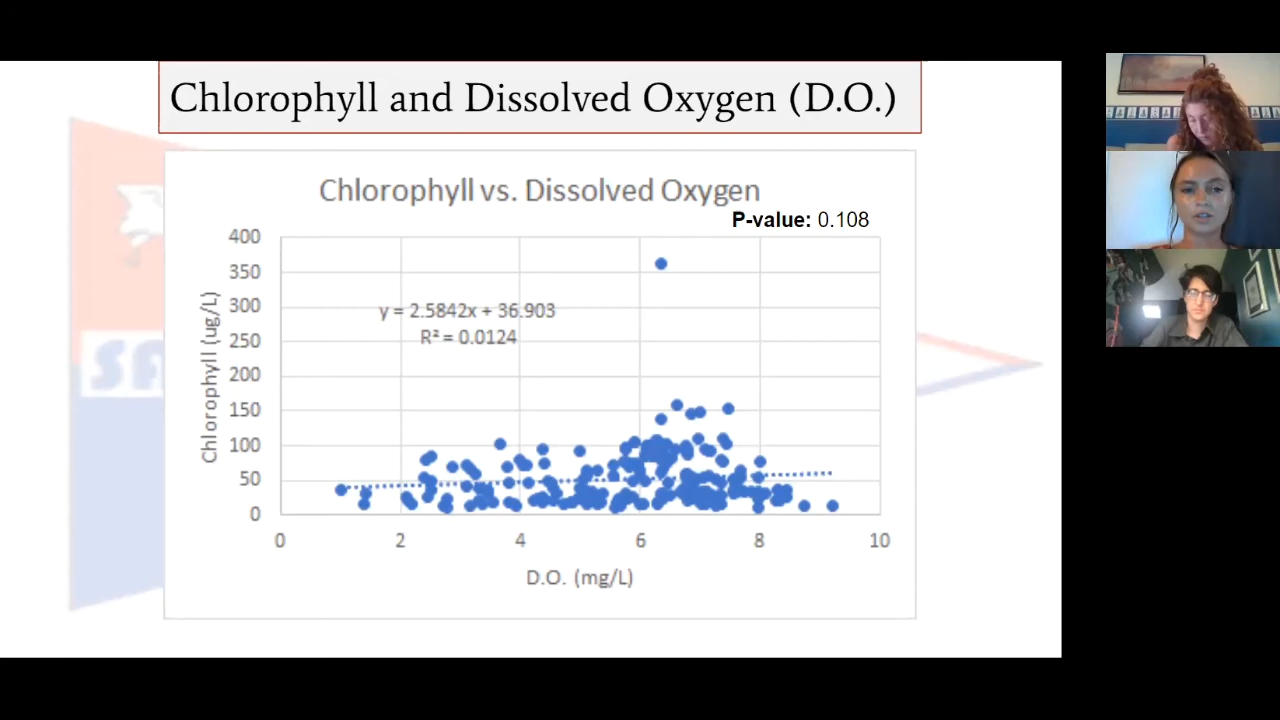 Chlorophyll and Dissolved Oxygen (D.O.)
Chlorophyll vs. Dissolved Oxygen
P-value: 0.108
y = 2.5842x + 36.903
R² = 0.0124
Chlorophyll (ug/L)
400
350
300
250
200
150
100
50
0
0 2 4 6 8 10
D.O. (mg/L)
SA